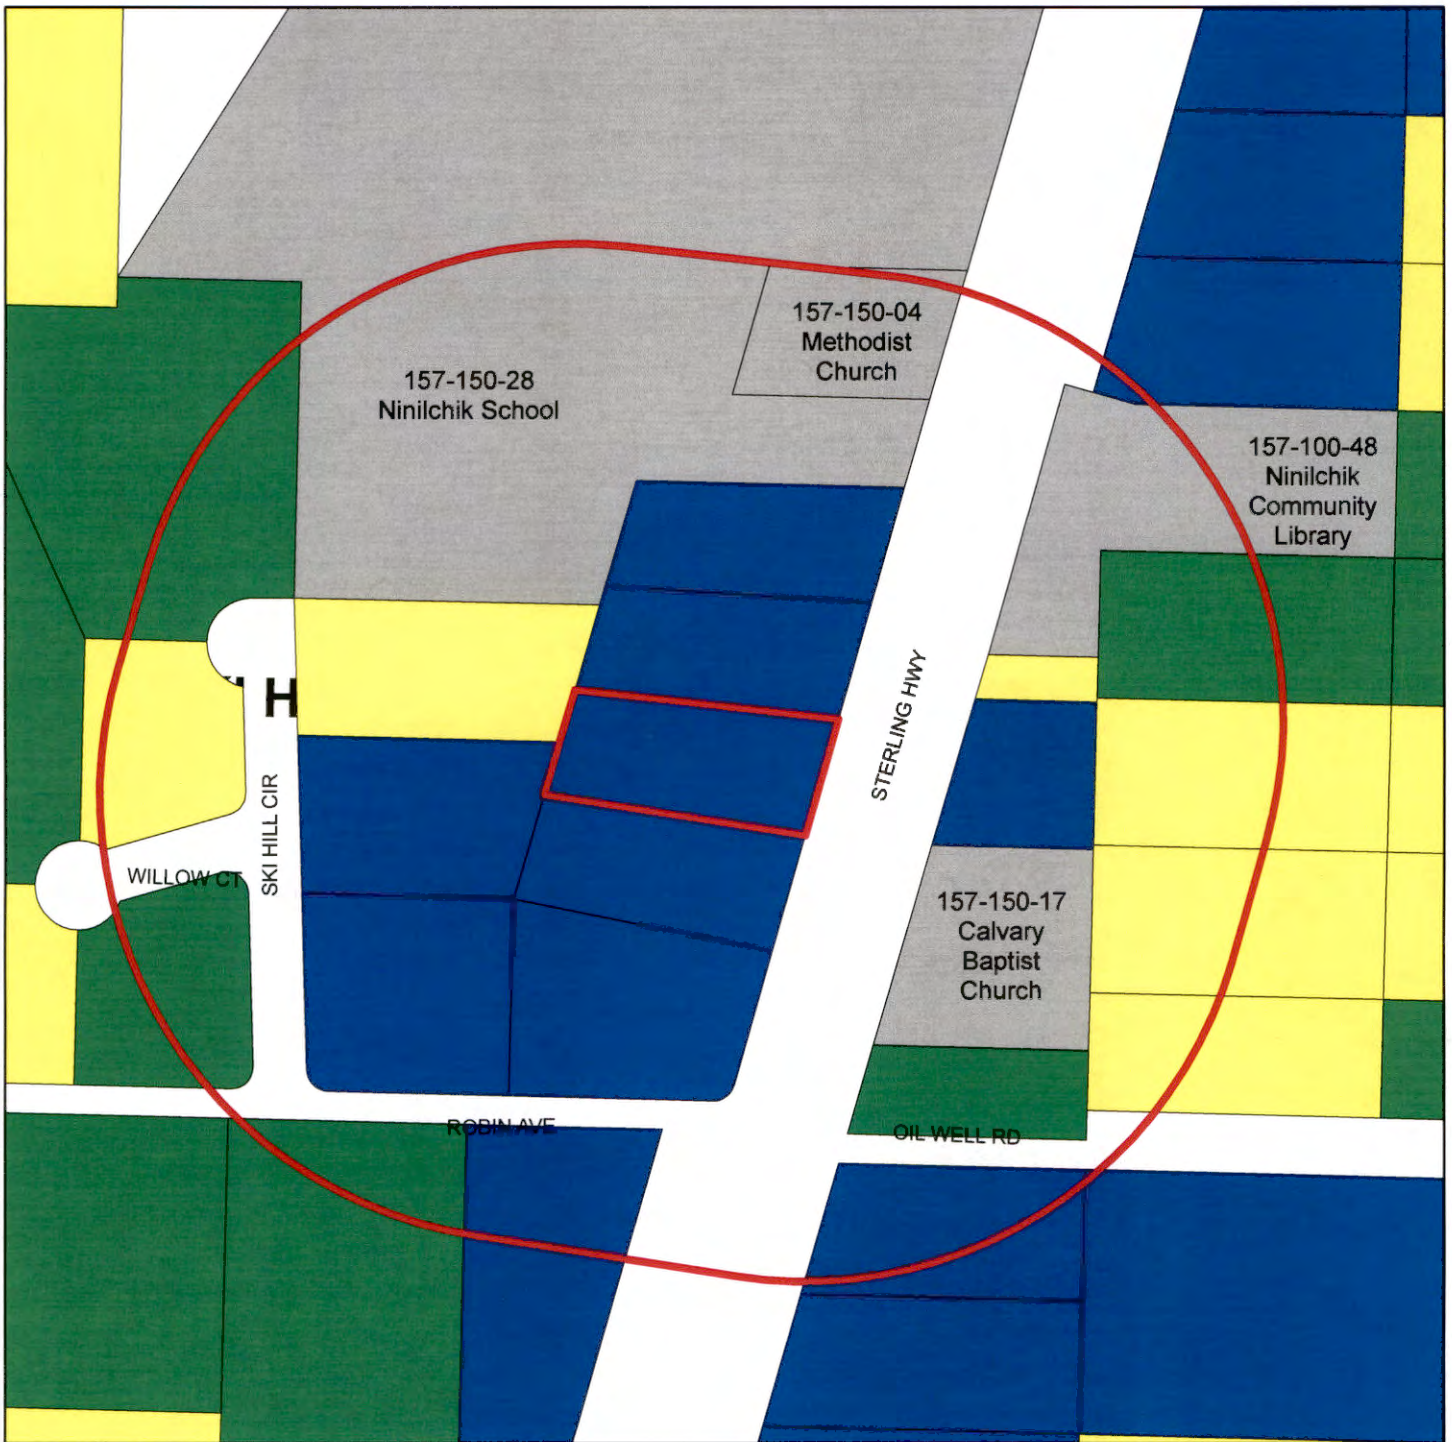 157-150-04
Methodist
Church
157-150-28
Ninilchik School
157-100-48
Ninilchik
Community
Library
H
STERLING HWY
SKI HILL CIR
WILLOW CT
157-150-17
Calvary
Baptist
Church
ROBIN AVE
OIL WELL RD